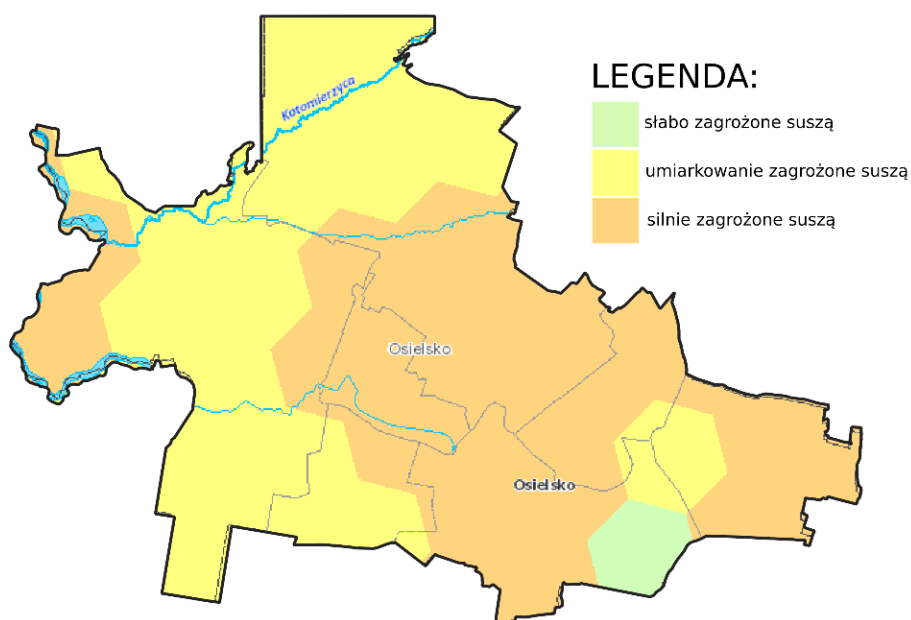 Kotomierzyca
LEGENDA:
słabo zagrożone suszą
umiarkowanie zagrożone suszą
silnie zagrożone suszą
Osielsko
Osielsko